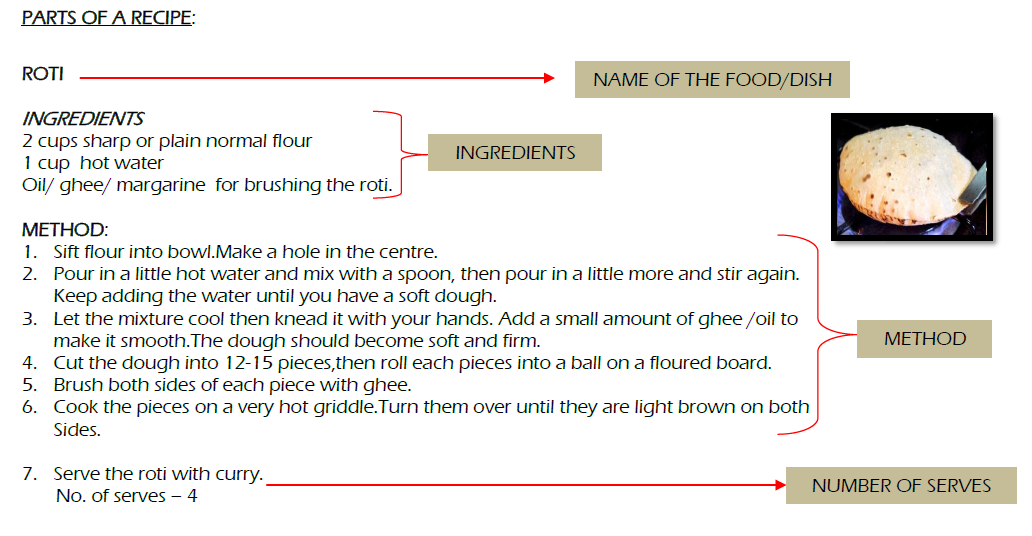 PARTS OF A RECIPE:
ROTI
NAME OF THE FOOD/DISH
INGREDIENTS
2 cups sharp or plain normal flour
1 cup hot water
Oil/ ghee/ margarine for brushing the roti.
INGREDIENTS
METHOD:
1. Sift flour into bowl.Make a hole in the centre.
2. Pour in a little hot water and mix with a spoon, then pour in a little more and stir again.
Keep adding the water until you have a soft dough.
3. Let the mixture cool then knead it with your hands. Add a small amount of ghee /oil to
make it smooth.The dough should become soft and firm.
4. Cut the dough into 12-15 pieces,then roll each pieces into a ball on a floured board.
5. Brush both sides of each piece with ghee.
6. Cook the pieces on a very hot griddle.Turn them over until they are light brown on both
Sides.
METHOD
7. Serve the roti with curry.
No. of serves – 4
NUMBER OF SERVES